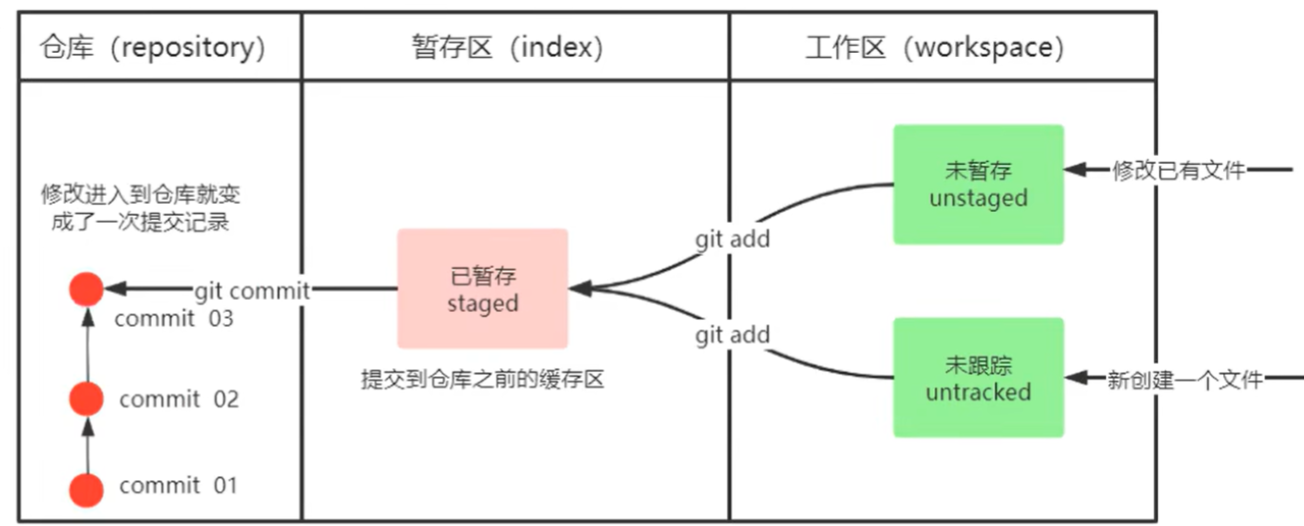 仓库（repository）
暂存区（index）
工作区（workspace）
修改进入到仓库就变
成了一次提交记录
git commit
commit 03
commit 02
commit 01
已暂存
staged
提交到仓库之前的缓存区
git add
git add
未暂存
unstaged
修改已有文件
未跟踪
untracked
新创建一个文件